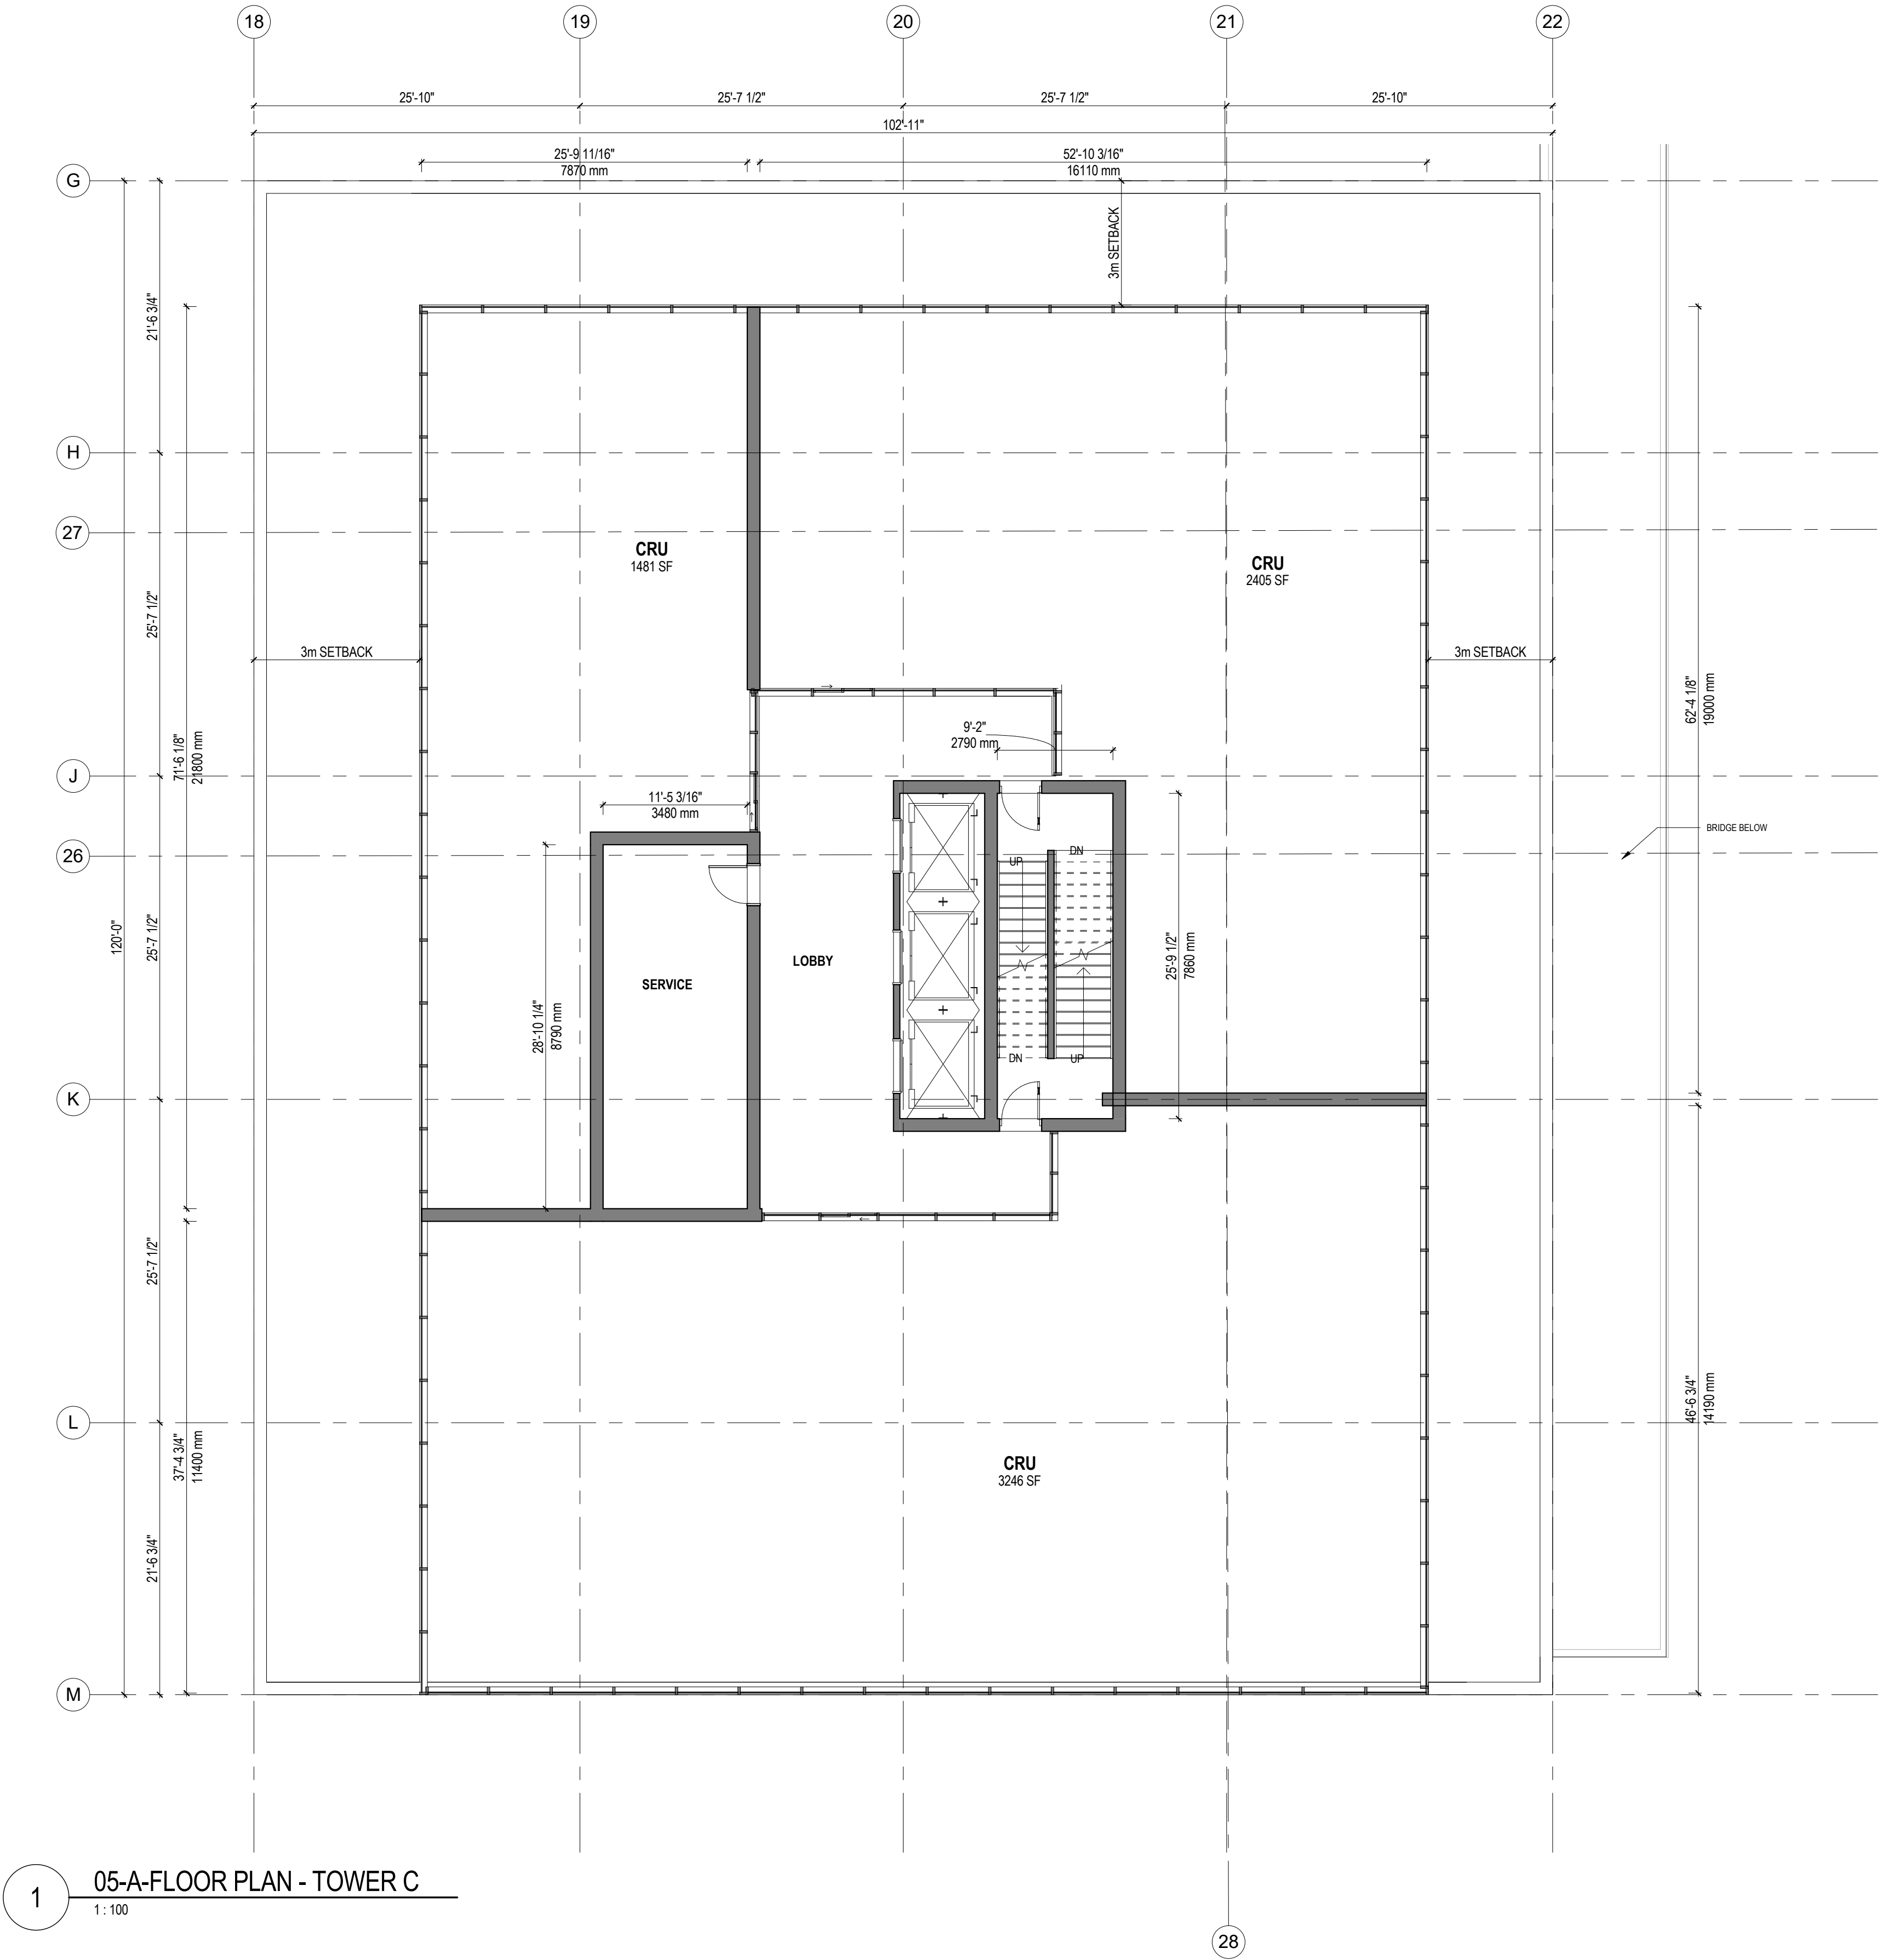 18
19
20
21
22
25'-10"
25'-7 1/2"
25'-7 1/2"
25'-10"
102'-11"
25'-9 11/16"
7870 mm
52'-10 3/16"
16110 mm
G
3m SETBACK
21'-6 3/4"
H
27
CRU
1481 SF
CRU
2405 SF
25'-7 1/2"
3m SETBACK
3m SETBACK
62'-4 1/8"
19000 mm
71'-6 1/8"
21800 mm
9'-2"
2790 mm
J
11'-5 3/16"
3480 mm
BRIDGE BELOW
26
UP
DN
120'-0"
25'-7 1/2"
LOBBY
25'-9 1/2"
7860 mm
SERVICE
28'-10 1/4"
8790 mm
DN
UP
K
25'-7 1/2"
L
37'-4 3/4"
11400 mm
46'-6 3/4"
14190 mm
CRU
3246 SF
21'-6 3/4"
M
1
05-A-FLOOR PLAN - TOWER C
1 : 100
28